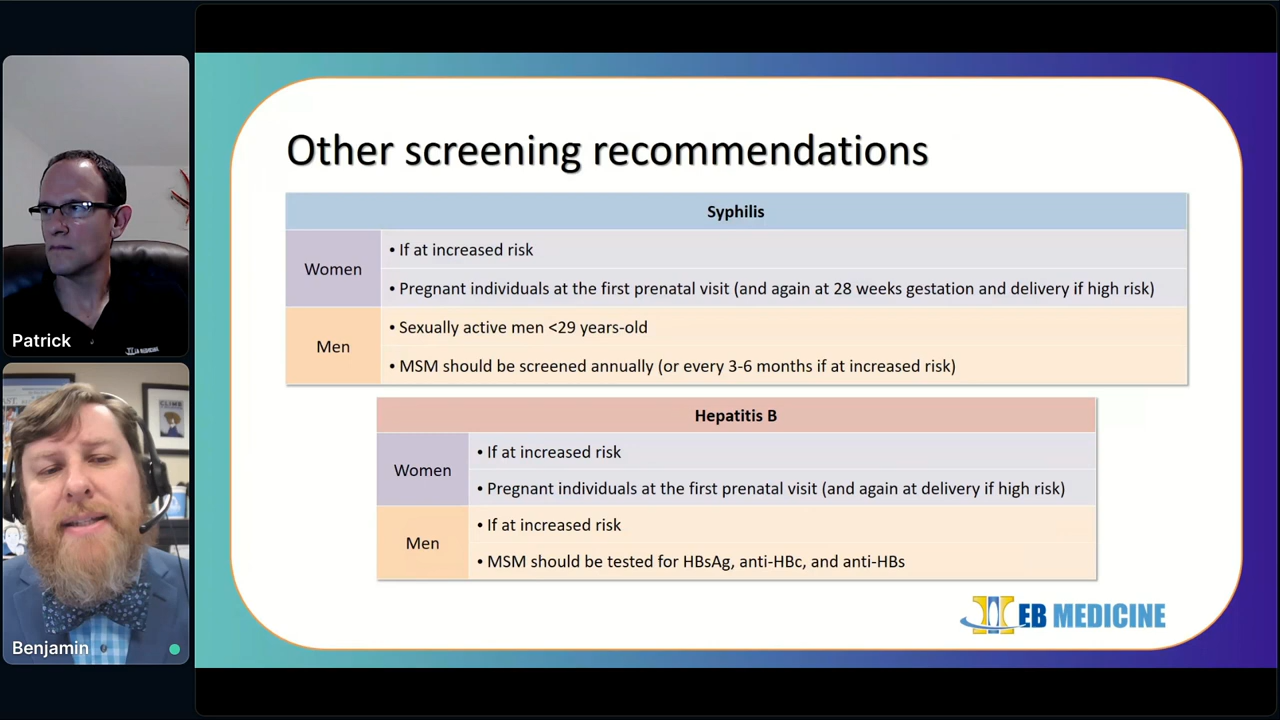 Other screening recommendations
Syphilis
Women
• If at increased risk
• Pregnant individuals at the first prenatal visit (and again at 28 weeks gestation and delivery if high risk)
Men
• Sexually active men <29 years-old
• MSM should be screened annually (or every 3-6 months if at increased risk)
Hepatitis B
Women
• If at increased risk
• Pregnant individuals at the first prenatal visit (and again at delivery if high risk)
Men
• If at increased risk
• MSM should be tested for HBsAg, anti-HBc, and anti-HBs
EB MEDICINE
Patrick
EB MEDICINE
CLIMB
Benjamin